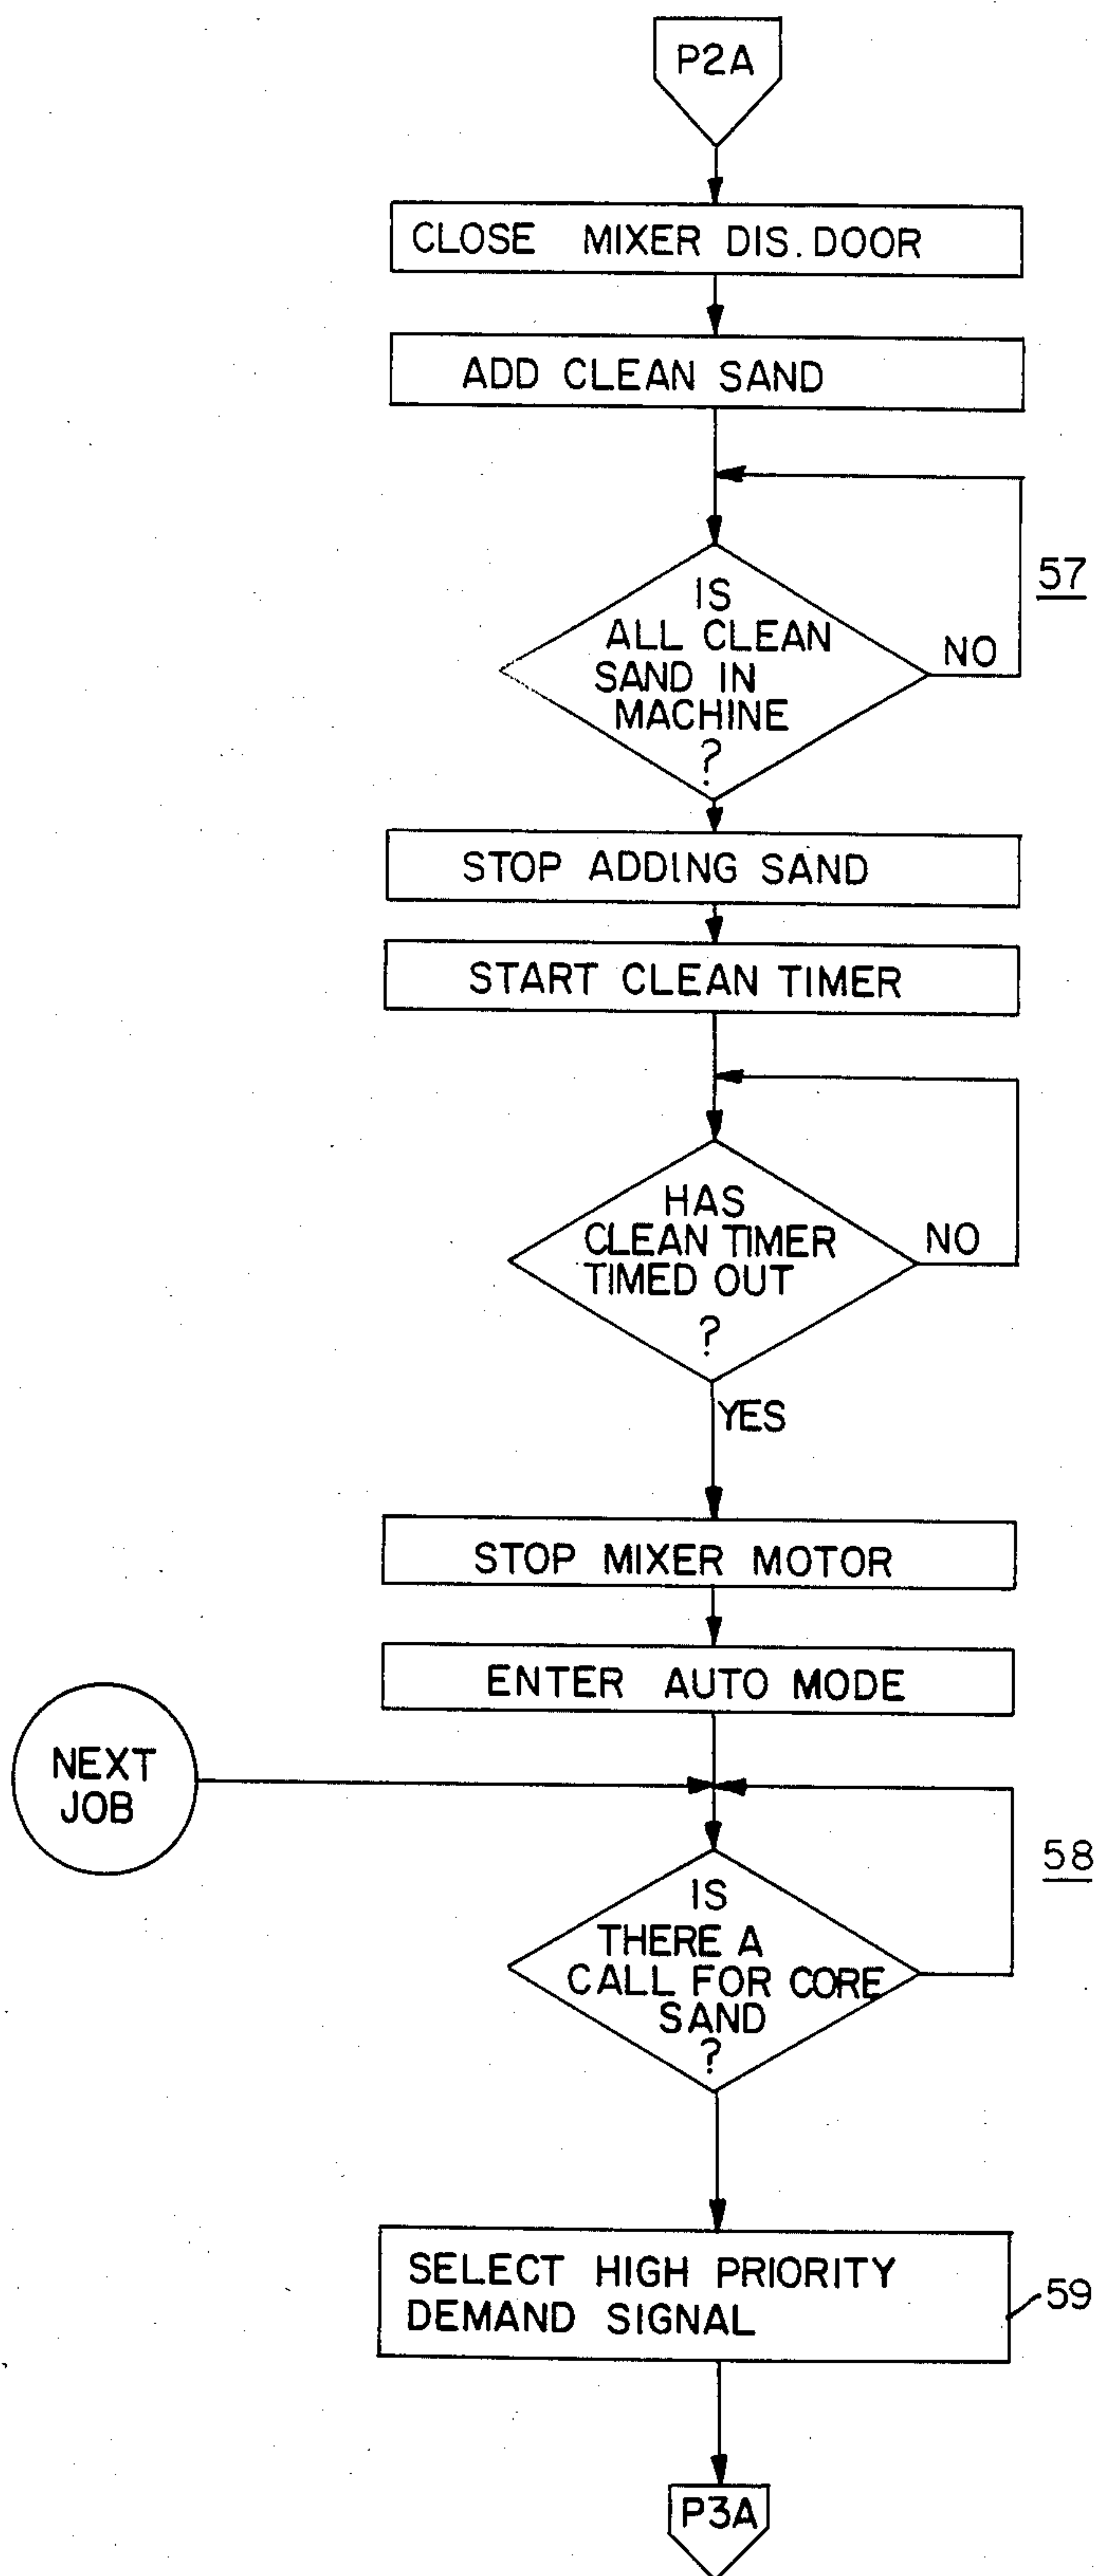 P2A
CLOSE MIXER DIS. DOOR
ADD CLEAN SAND
57
IS
ALL CLEAN
SAND IN
MACHINE
?
NO
STOP ADDING SAND
START CLEAN TIMER
HAS
CLEAN TIMER
TIMED OUT
?
NO
YES
STOP MIXER MOTOR
ENTER AUTO MODE
NEXT
JOB
58
IS
THERE A
CALL FOR CORE
SAND
?
SELECT HIGH PRIORITY
DEMAND SIGNAL
59
P3A